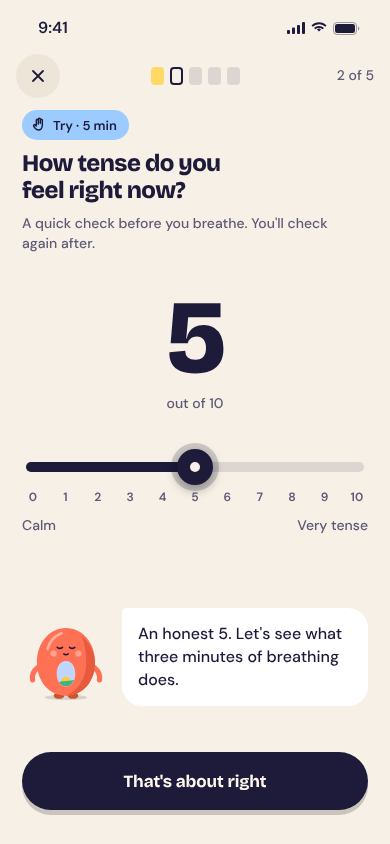 9:41
2 of 5
Try · 5 min
How tense do you
feel right now?
A quick check before you breathe. You'll check
again after.
5
out of 10
0 1 2 3 4 5 6 7 8 9 10
Calm Very tense
An honest 5. Let's see what
three minutes of breathing
does.
That's about right